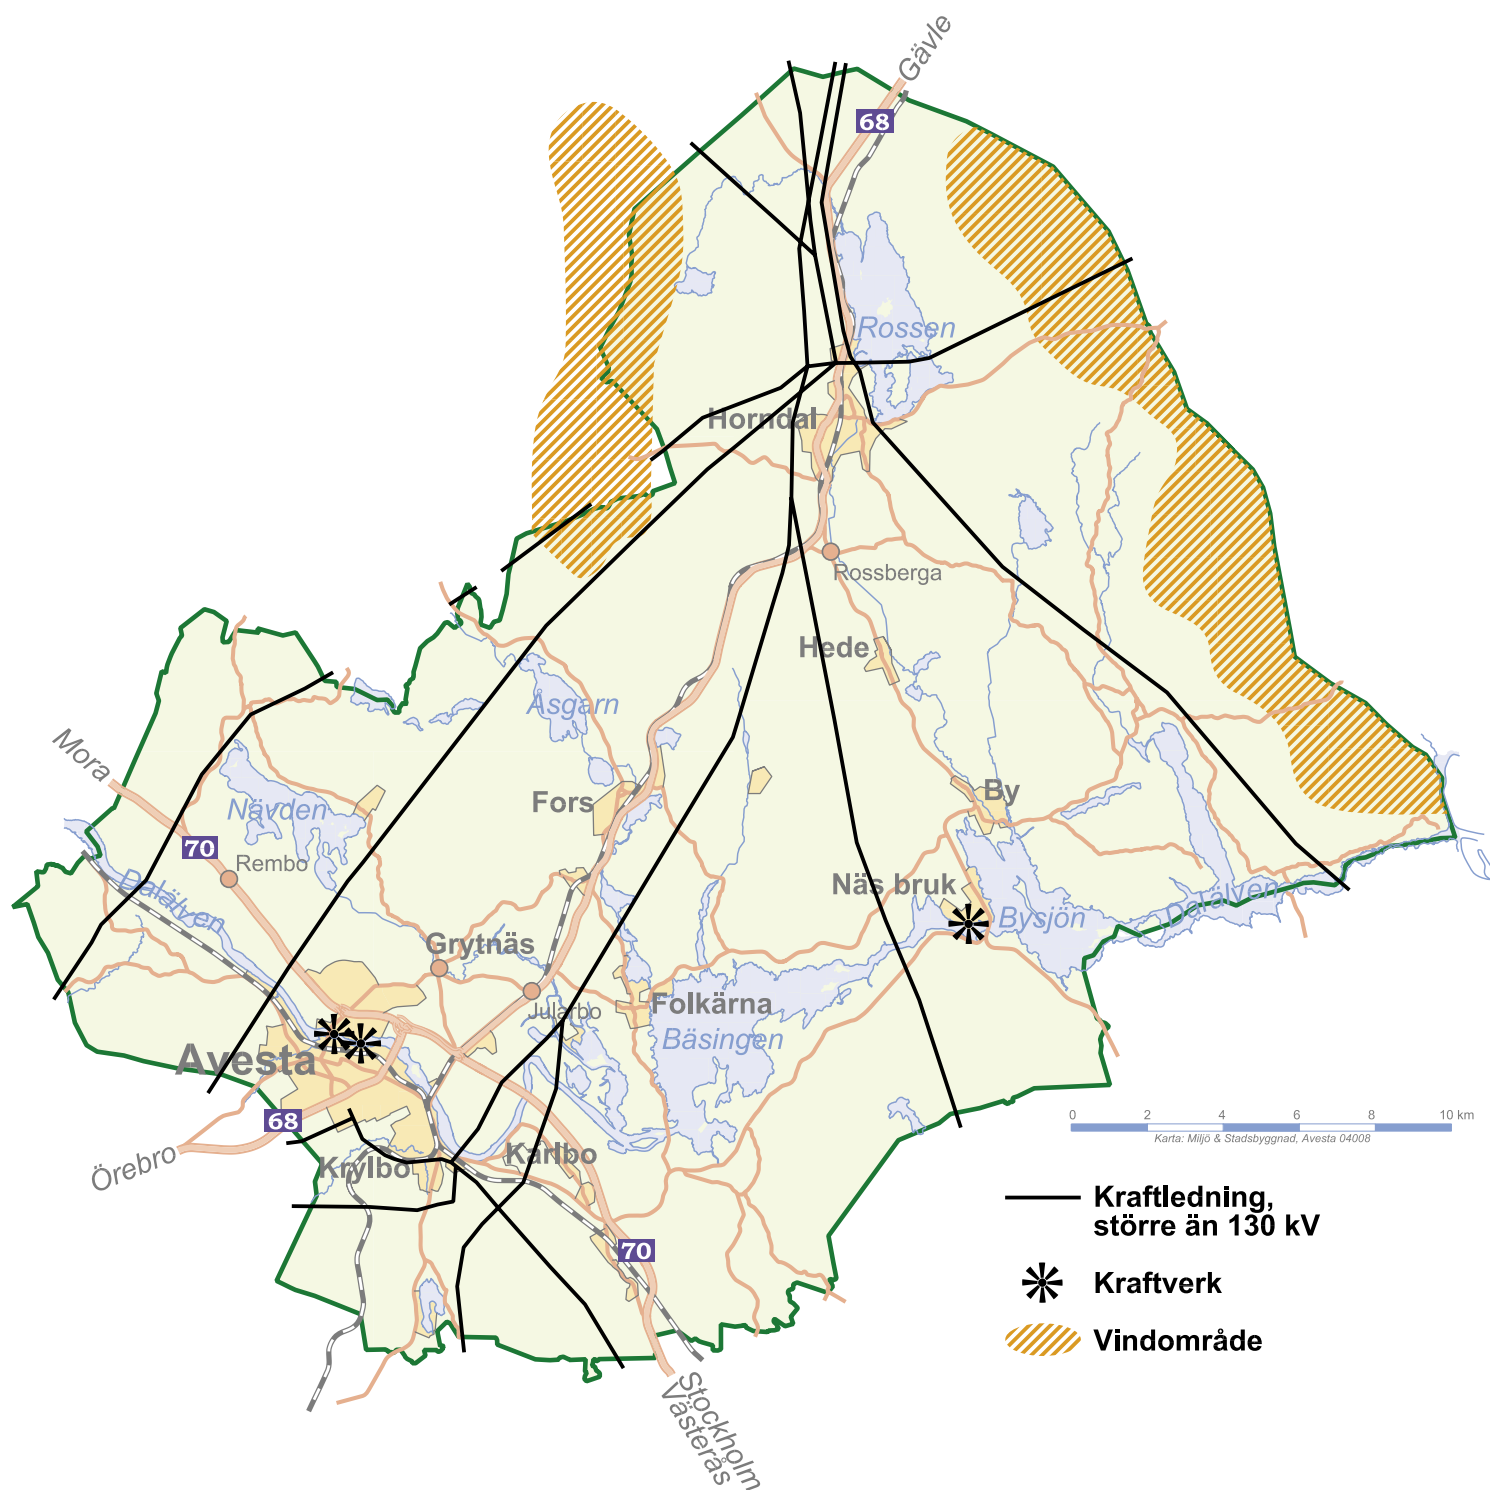 Gävle
68
Rossen
Horndal
Rossberga
Hede
Åsgarn
Mora
Nävden
Fors
By
70
Rembo
Dalälven
Näs bruk
Bysjön
Dalälven
Grytnäs
Folkärna
Jularbo
Bäsingen
Avesta
68
Örebro
Krylbo
Karlbo
70
Stockholm
Västerås
0 2 4 6 8 10 km
Karta: Miljö & Stadsbyggnad, Avesta 04008
Kraftledning,
större än 130 kV
Kraftverk
Vindområde